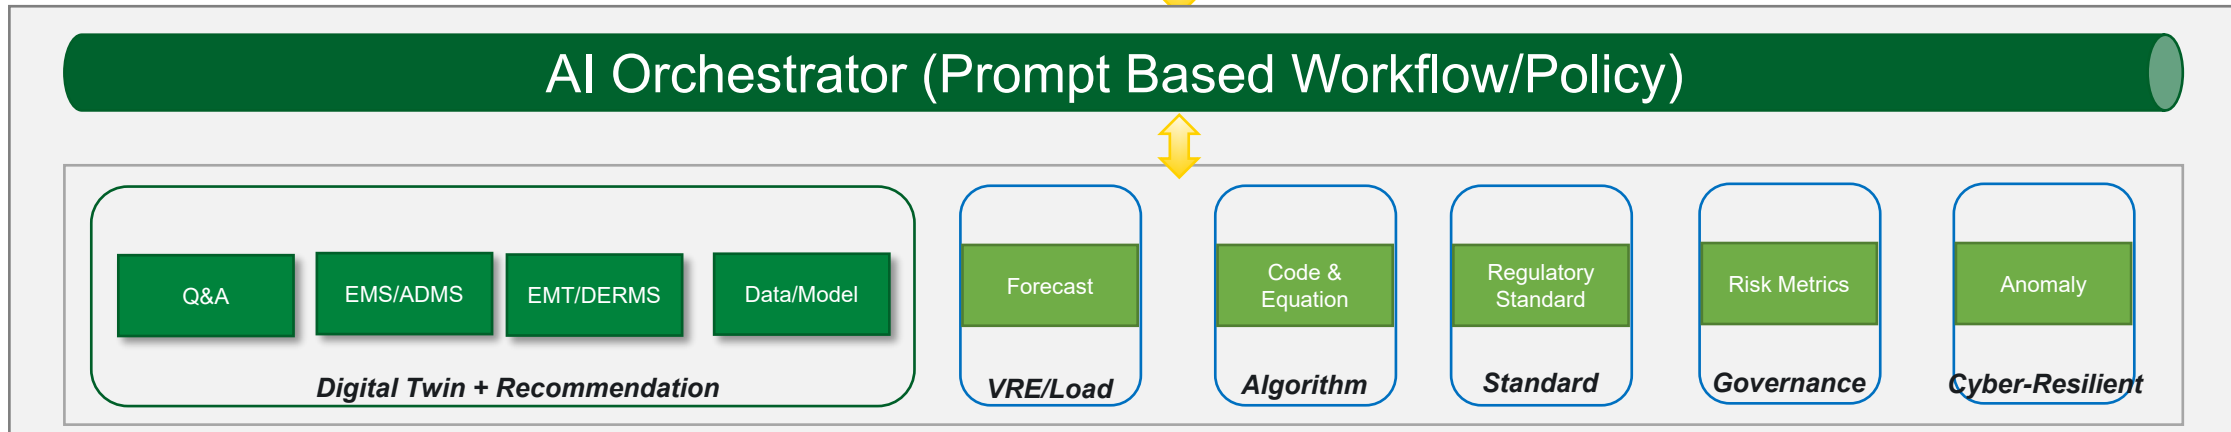 AI Orchestrator (Prompt Based Workflow/Policy)
Q&A
EMS/ADMS
EMT/DERMS
Data/Model
Digital Twin + Recommendation
Forecast
VRE/Load
Code &
Equation
Algorithm
Regulatory
Standard
Standard
Risk Metrics
Governance
Anomaly
Cyber-Resilient